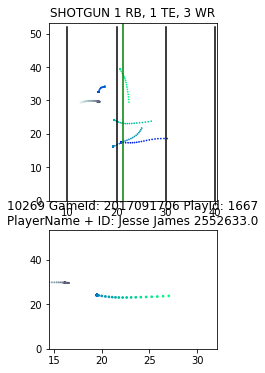 SHOTGUN 1 RB, 1 TE, 3 WR
50
40
30
20
10
0
10 20 30 40
10269 GameId: 2017091706 PlayId: 1667
PlayerName + ID: Jesse James 2552633.0
40
20
0
15 20 25 30